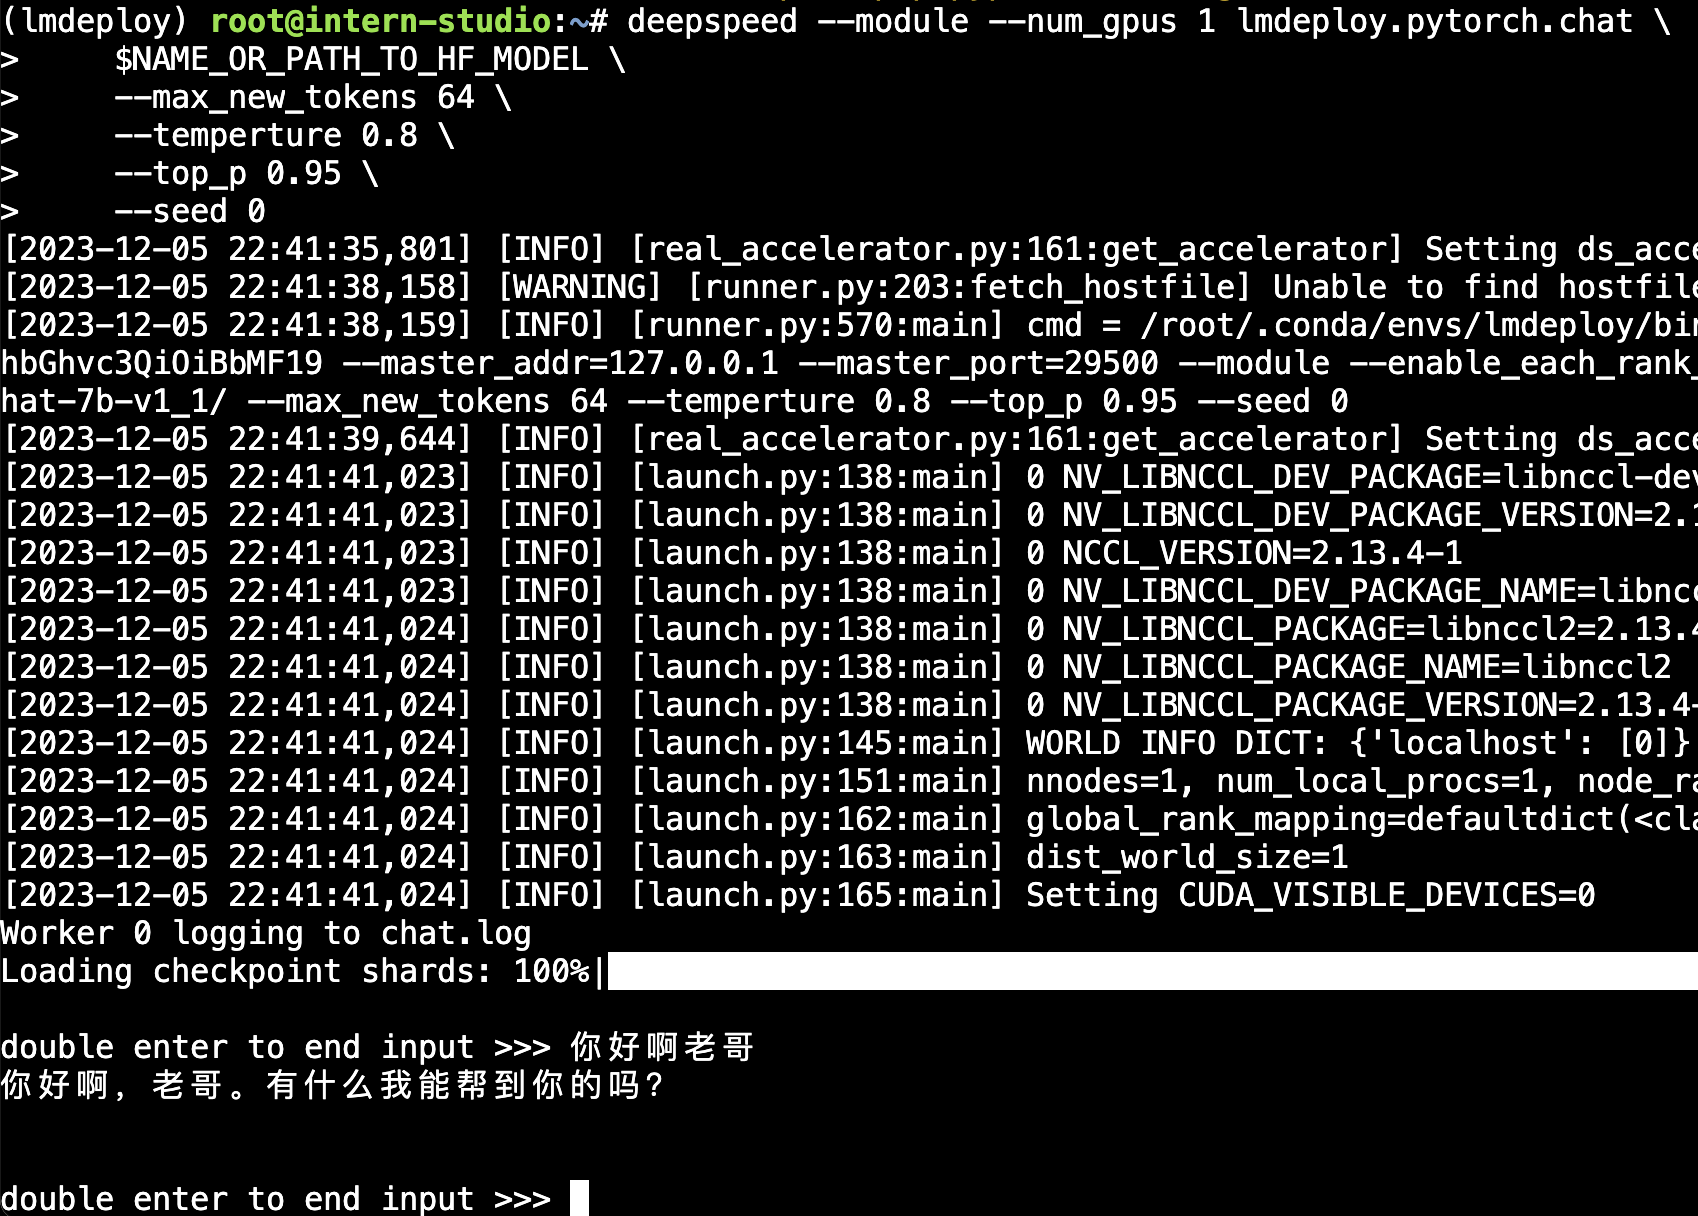 (lmdeploy) root@intern-studio:~# deepspeed --module --num_gpus 1 lmdeploy.pytorch.chat \
> $NAME_OR_PATH_TO_HF_MODEL \
> --max_new_tokens 64 \
> --temperture 0.8 \
> --top_p 0.95 \
> --seed 0
[2023-12-05 22:41:35,801] [INFO] [real_accelerator.py:161:get_accelerator] Setting ds_acce
[2023-12-05 22:41:38,158] [WARNING] [runner.py:203:fetch_hostfile] Unable to find hostfile
[2023-12-05 22:41:38,159] [INFO] [runner.py:570:main] cmd = /root/.conda/envs/lmdeploy/bin
hbGhvc3QiOiBbMF19 --master_addr=127.0.0.1 --master_port=29500 --module --enable_each_rank_
hat-7b-v1_1/ --max_new_tokens 64 --temperture 0.8 --top_p 0.95 --seed 0
[2023-12-05 22:41:39,644] [INFO] [real_accelerator.py:161:get_accelerator] Setting ds_acce
[2023-12-05 22:41:41,023] [INFO] [launch.py:138:main] 0 NV_LIBNCCL_DEV_PACKAGE=libnccl-dev
[2023-12-05 22:41:41,023] [INFO] [launch.py:138:main] 0 NV_LIBNCCL_DEV_PACKAGE_VERSION=2.1
[2023-12-05 22:41:41,023] [INFO] [launch.py:138:main] 0 NCCL_VERSION=2.13.4-1
[2023-12-05 22:41:41,023] [INFO] [launch.py:138:main] 0 NV_LIBNCCL_DEV_PACKAGE_NAME=libncc
[2023-12-05 22:41:41,024] [INFO] [launch.py:138:main] 0 NV_LIBNCCL_PACKAGE=libnccl2=2.13.4
[2023-12-05 22:41:41,024] [INFO] [launch.py:138:main] 0 NV_LIBNCCL_PACKAGE_NAME=libnccl2
[2023-12-05 22:41:41,024] [INFO] [launch.py:138:main] 0 NV_LIBNCCL_PACKAGE_VERSION=2.13.4-
[2023-12-05 22:41:41,024] [INFO] [launch.py:145:main] WORLD INFO DICT: {'localhost': [0]}
[2023-12-05 22:41:41,024] [INFO] [launch.py:151:main] nnodes=1, num_local_procs=1, node_ra
[2023-12-05 22:41:41,024] [INFO] [launch.py:162:main] global_rank_mapping=defaultdict(<cla
[2023-12-05 22:41:41,024] [INFO] [launch.py:163:main] dist_world_size=1
[2023-12-05 22:41:41,024] [INFO] [launch.py:165:main] Setting CUDA_VISIBLE_DEVICES=0
Worker 0 logging to chat.log
Loading checkpoint shards: 100%|
double enter to end input >>> 你好啊老哥
你好啊，老哥。有什么我能帮到你的吗？
double enter to end input >>>